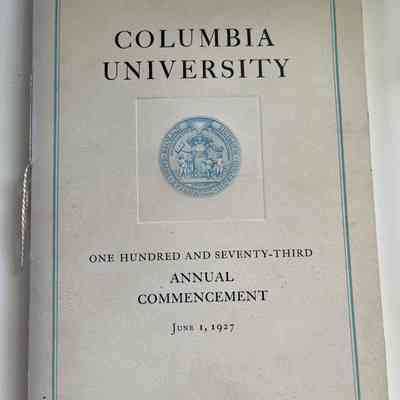 COLUMBIA
UNIVERSITY
ONE HUNDRED AND SEVENTY-THIRD
ANNUAL
COMMENCEMENT
JUNE 1, 1927